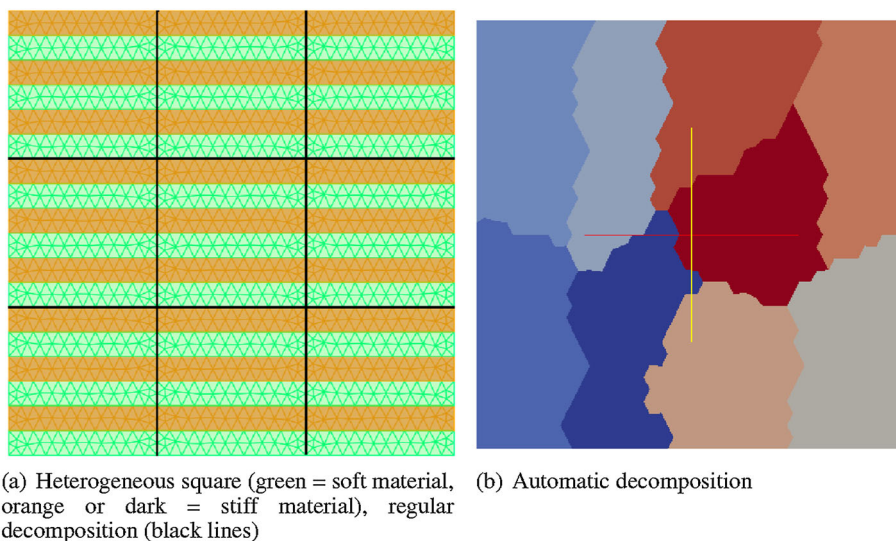 (a) Heterogeneous square (green = soft material,
orange or dark = stiff material), regular
decomposition (black lines)
(b) Automatic decomposition